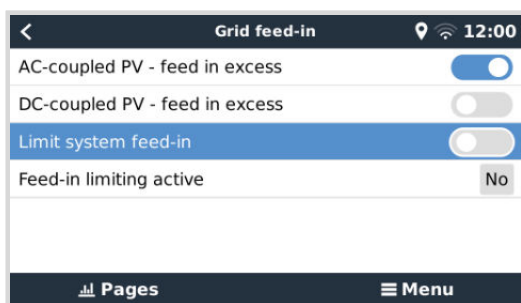 Grid feed-in 12:00
AC-coupled PV - feed in excess
DC-coupled PV - feed in excess
Limit system feed-in
Feed-in limiting active No
Pages Menu